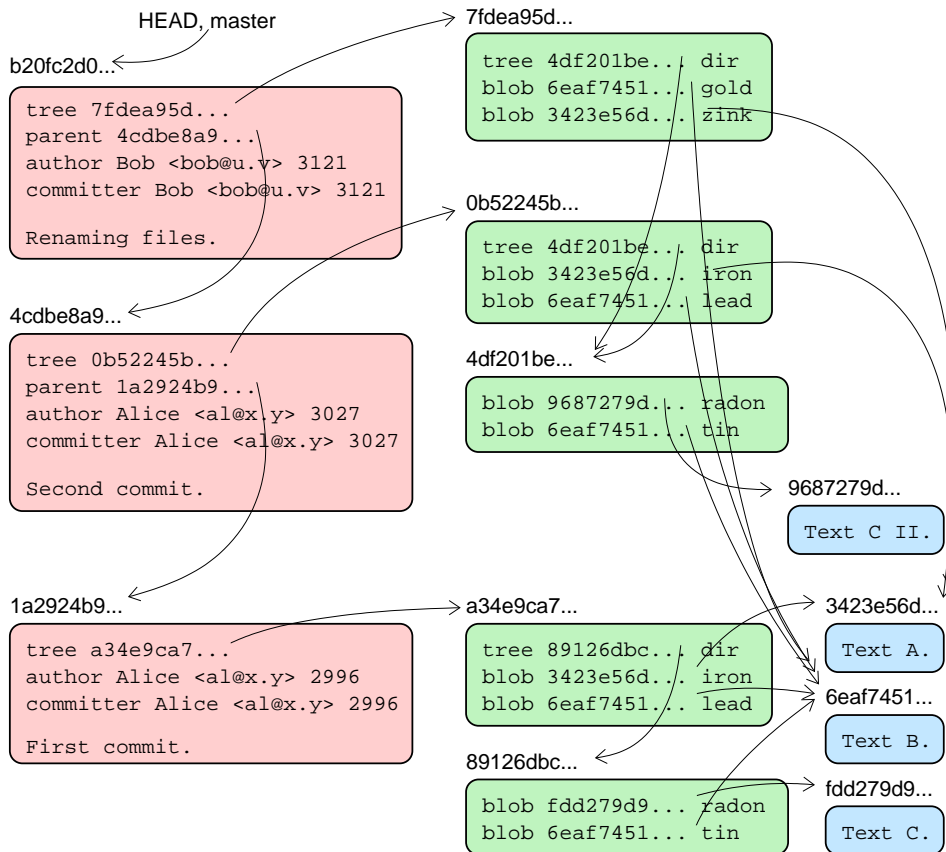 HEAD, master
b20fc2d0...
tree 7fdea95d...
parent 4cdbe8a9...
author Bob <bob@u.v> 3121
committer Bob <bob@u.v> 3121
Renaming files.
4cdbe8a9...
tree 0b52245b...
parent 1a2924b9...
author Alice <al@x.y> 3027
committer Alice <al@x.y> 3027
Second commit.
1a2924b9...
tree a34e9ca7...
author Alice <al@x.y> 2996
committer Alice <al@x.y> 2996
First commit.
7fdea95d...
tree 4df201be... dir
blob 6eaf7451... gold
blob 3423e56d... zink
0b52245b...
tree 4df201be... dir
blob 3423e56d... iron
blob 6eaf7451... lead
4df201be...
blob 9687279d... radon
blob 6eaf7451... tin
a34e9ca7...
tree 89126dbc... dir
blob 3423e56d... iron
blob 6eaf7451... lead
89126dbc...
blob fdd279d9... radon
blob 6eaf7451... tin
9687279d...
Text C II.
3423e56d...
Text A.
6eaf7451...
Text B.
fdd279d9...
Text C.